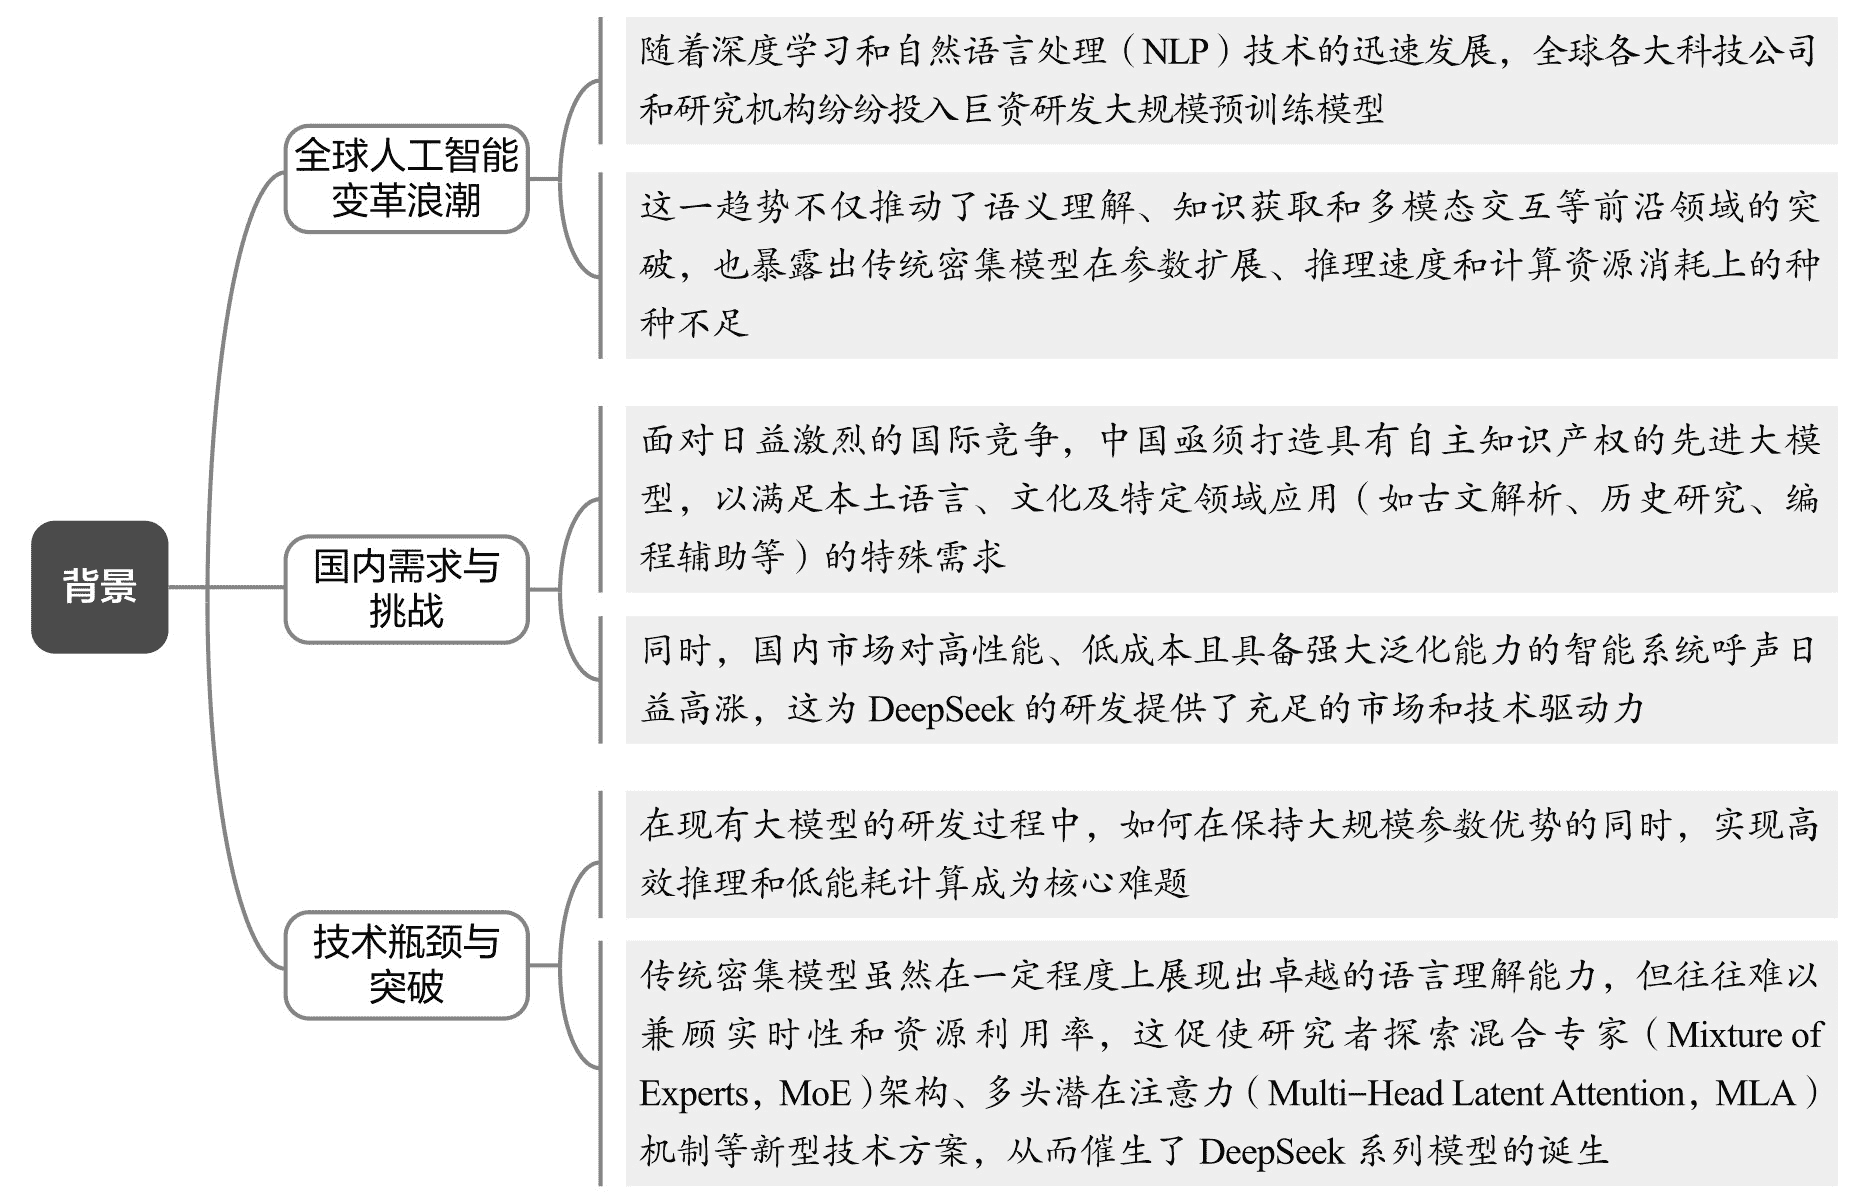 背景
全球人工智能
变革浪潮
随着深度学习和自然语言处理（NLP）技术的迅速发展，全球各大科技公司
和研究机构纷纷投入巨资研发大规模预训练模型
这一趋势不仅推动了语义理解、知识获取和多模态交互等前沿领域的突
破，也暴露出传统密集模型在参数扩展、推理速度和计算资源消耗上的种
种不足
国内需求与
挑战
面对日益激烈的国际竞争，中国亟须打造具有自主知识产权的先进大模
型，以满足本土语言、文化及特定领域应用（如古文解析、历史研究、编
程辅助等）的特殊需求
同时，国内市场对高性能、低成本且具备强大泛化能力的智能系统呼声日
益高涨，这为 DeepSeek 的研发提供了充足的市场和技术驱动力
技术瓶颈与
突破
在现有大模型的研发过程中，如何在保持大规模参数优势的同时，实现高
效推理和低能耗计算成为核心难题
传统密集模型虽然在一定程度上展现出卓越的语言理解能力，但往往难以
兼顾实时性和资源利用率，这促使研究者探索混合专家（Mixture of
Experts，MoE）架构、多头潜在注意力（Multi-Head Latent Attention，MLA）
机制等新型技术方案，从而催生了 DeepSeek 系列模型的诞生